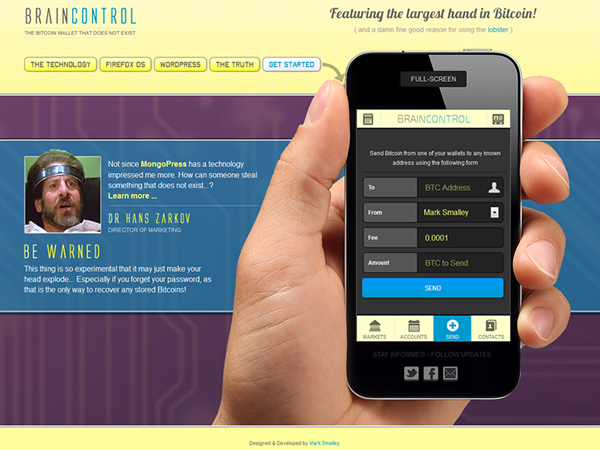 BRAINCONTROL
THE BITCOIN WALLET THAT DOES NOT EXIST
Featuring the largest hand in Bitcoin!
( and a damn fine good reason for using the lobster )
THE TECHNOLOGY
FIREFOX OS
WORDPRESS
THE TRUTH
GET STARTED
Not since MongoPress has a technology
impressed me more. How can someone steal
something that does not exist...?
Learn more ...
DR HANS ZARKOV
DIRECTOR OF MARKETING
BE WARNED
This thing is so experimental that it may just make your
head explode... Especially if you forget your password, as
that is the only way to recover any stored Bitcoins!
FULL-SCREEN
BRAINCONTROL
Send Bitcoin from one of your wallets to any known
address using the following form
To BTC Address
From Mark Smalley
Fee 0.0001
Amount BTC to Send
SEND
MARKETS ACCOUNTS SEND CONTACTS
STAY INFORMED - FOLLOW UPDATES
Designed & Developed by Mark Smalley